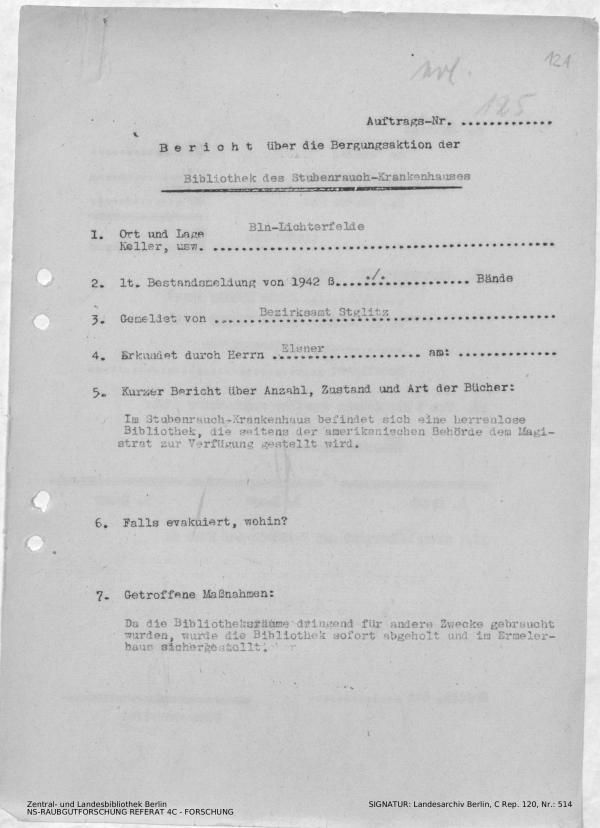 121
125
Auftrags-Nr. .............
B e r i c h t über die Bergungsaktion der
Bibliothek des Stubenrauch-Krankenhauses
1. Ort und Lage Bln-Lichterfelde
Keller, usw. ................................................
2. lt. Bestandsmeldung von 1942 ß.....:/:............ Bände
3. Gemeldet von ......Bezirksamt Stglitz.......................
4. Erkundet durch Herrn .Elsner................. am: ..............
5. Kurzer Bericht über Anzahl, Zustand und Art der Bücher:
Im Stubenrauch-Krankenhaus befindet sich eine herrenlose
Bibliothek, die seitens der amerikanischen Behörde dem Magi-
strat zur Verfügung gestellt wird.
6. Falls evakuiert, wohin?
7. Getroffene Maßnahmen:
Da die Bibliotheksräume dringend für andere Zwecke gebraucht
wurden, wurde die Bibliothek sofort abgeholt und im Ermeler-
haus sichergestellt.
Zentral- und Landesbibliothek Berlin
NS-RAUBGUTFORSCHUNG REFERAT 4C - FORSCHUNG
SIGNATUR: Landesarchiv Berlin, C Rep. 120, Nr.: 514